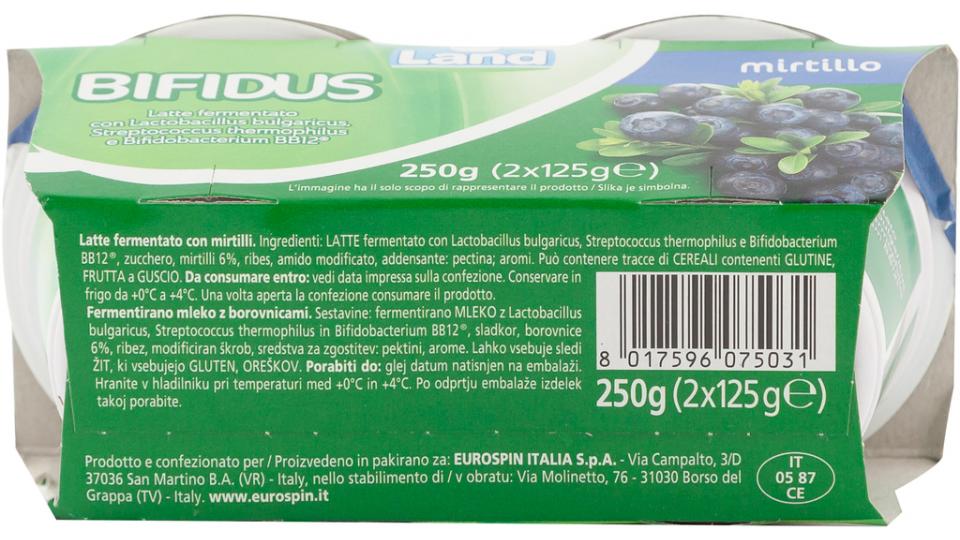 Land
BIFIDUS
mirtillo
Latte fermentato
con Lactobacillus bulgaricus,
Streptococcus thermophilus
e Bifidobacterium BB12®
250g (2x125g℮)
L'immagine ha il solo scopo di rappresentare il prodotto / Slika je simbolna.
Latte fermentato con mirtilli. Ingredienti: LATTE fermentato con Lactobacillus bulgaricus, Streptococcus thermophilus e Bifidobacterium
BB12®, zucchero, mirtilli 6%, ribes, amido modificato, addensante: pectina; aromi. Può contenere tracce di CEREALI contenenti GLUTINE,
FRUTTA a GUSCIO. Da consumare entro: vedi data impressa sulla confezione. Conservare in
frigo da +0°C a +4°C. Una volta aperta la confezione consumare il prodotto.
Fermentirano mleko z borovnicami. Sestavine: fermentirano MLEKO z Lactobacillus
bulgaricus, Streptococcus thermophilus in Bifidobacterium BB12®, sladkor, borovnice
6%, ribez, modificiran škrob, sredstva za zgostitev: pektini, arome. Lahko vsebuje sledi
ŽIT, ki vsebujejo GLUTEN, OREŠKOV. Porabiti do: glej datum natisnjen na embalaži.
Hranite v hladilniku pri temperaturi med +0°C in +4°C. Po odprtju embalaže izdelek
takoj porabite.
8 017596 075031
250g (2x125g℮)
Prodotto e confezionato per / Proizvedeno in pakirano za: EUROSPIN ITALIA S.p.A. - Via Campalto, 3/D
37036 San Martino B.A. (VR) - Italy, nello stabilimento di / v obratu: Via Molinetto, 76 - 31030 Borso del
Grappa (TV) - Italy. www.eurospin.it
IT
05 87
CE